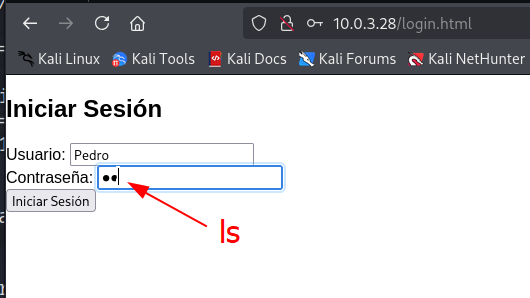 10.0.3.28/login.html
Kali Linux Kali Tools Kali Docs Kali Forums Kali NetHunter
Iniciar Sesión
Usuario: Pedro
Contraseña: ••
Iniciar Sesión
ls